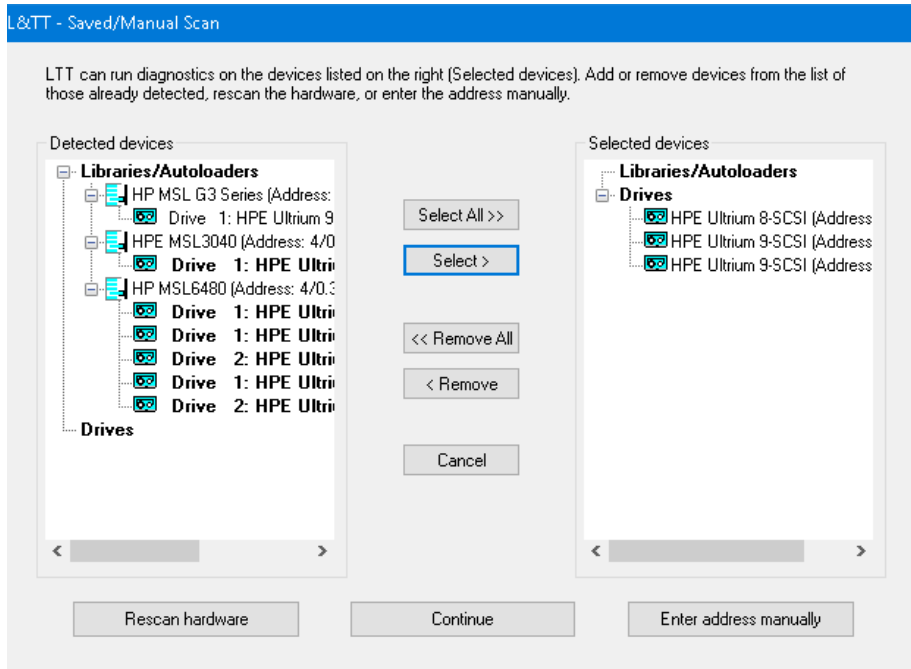 L&TT - Saved/Manual Scan
LTT can run diagnostics on the devices listed on the right (Selected devices). Add or remove devices from the list of
those already detected, rescan the hardware, or enter the address manually.
Detected devices
Libraries/Autoloaders
HP MSL G3 Series (Address:
Drive 1: HPE Ultrium 9
HPE MSL3040 (Address: 4/0
Drive 1: HPE Ultri
HP MSL6480 (Address: 4/0.3
Drive 1: HPE Ultri
Drive 1: HPE Ultri
Drive 2: HPE Ultri
Drive 1: HPE Ultri
Drive 2: HPE Ultri
Drives
Select All >>
Select >
<< Remove All
< Remove
Cancel
Selected devices
Libraries/Autoloaders
Drives
HPE Ultrium 8-SCSI (Address
HPE Ultrium 9-SCSI (Address
HPE Ultrium 9-SCSI (Address
Rescan hardware
Continue
Enter address manually